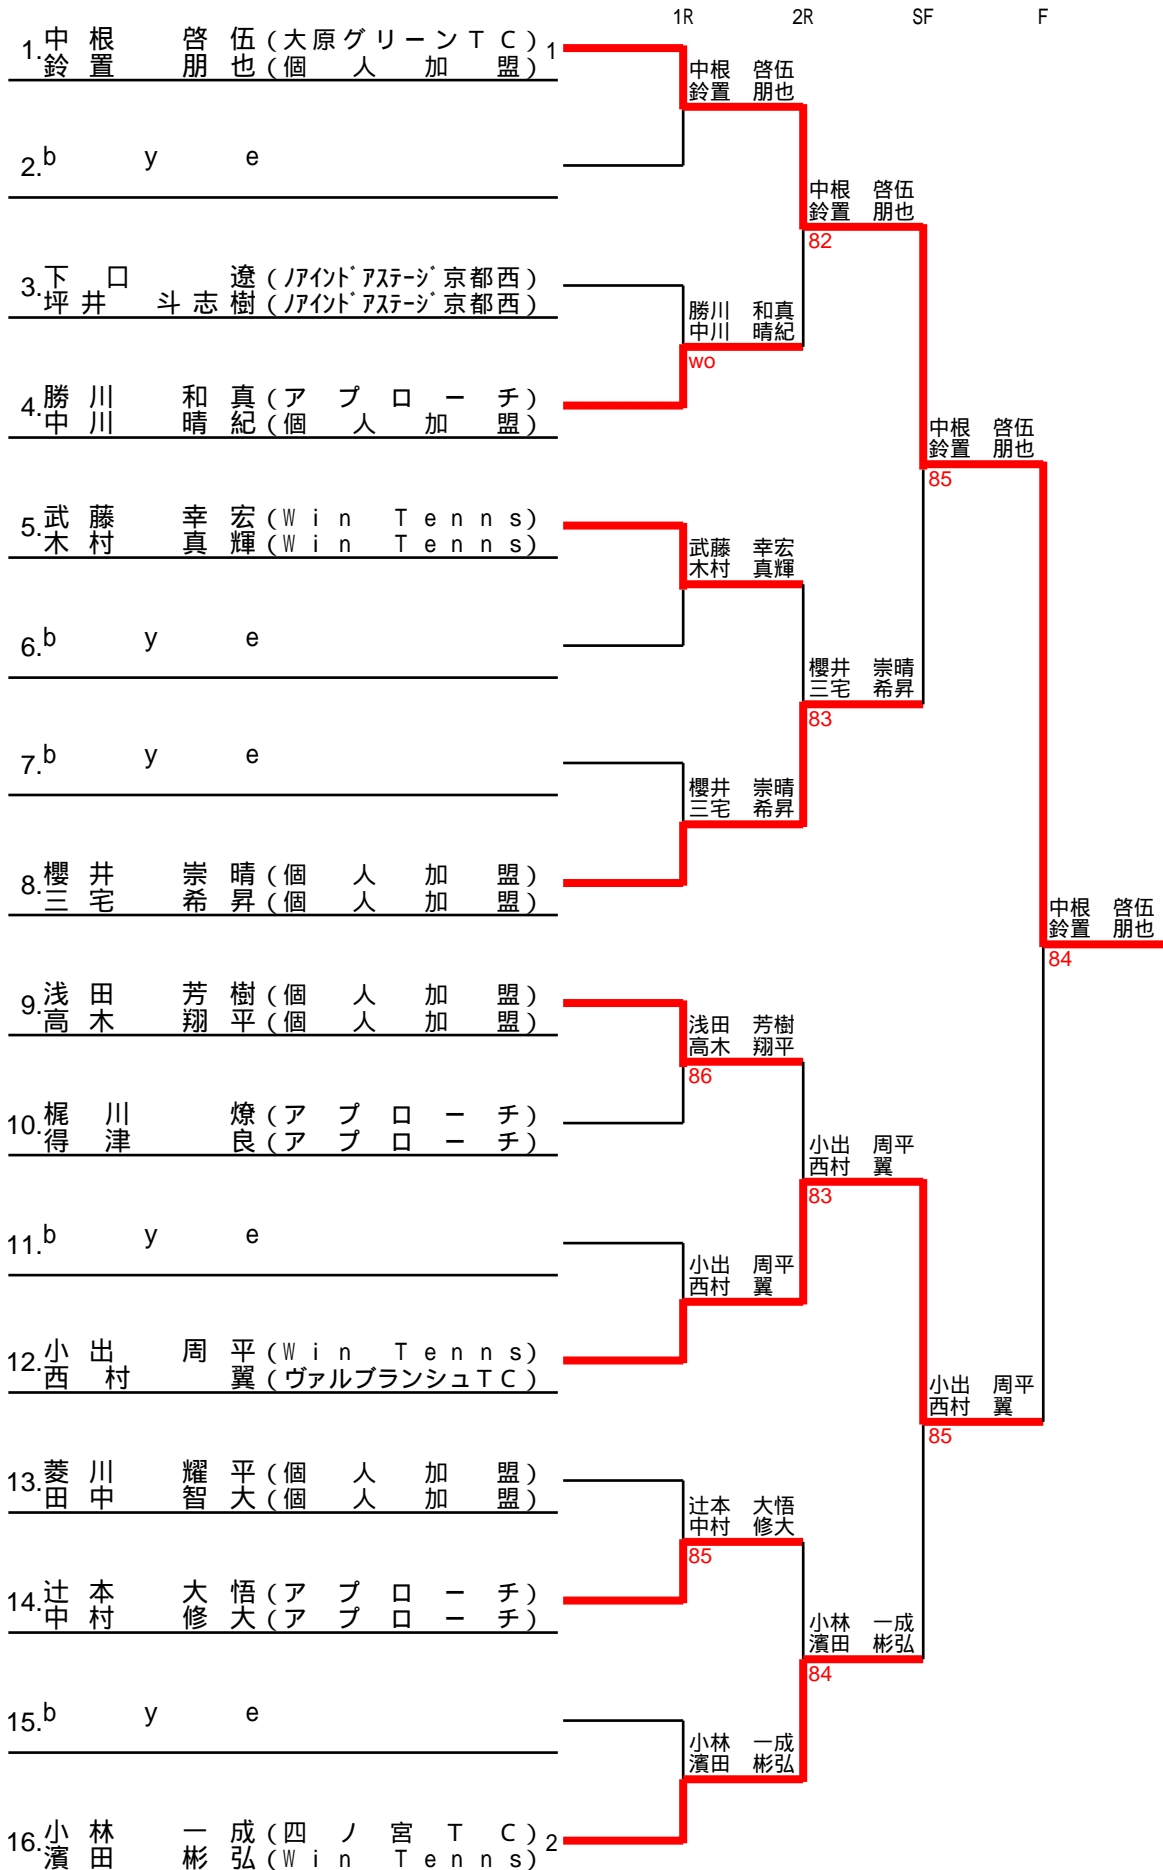 1R 2R SF F
1. 中根 啓伍 (大原グリーンTC) 1
鈴置 朋也 (個人加盟)
中根 啓伍
鈴置 朋也
2. bye
中根 啓伍
鈴置 朋也
82
3. 下口 遼 (ノアインドアステージ京都西)
坪井 斗志樹 (ノアインドアステージ京都西)
勝川 和真
中川 晴紀
wo
4. 勝川 和真 (アプローチ)
中川 晴紀 (個人加盟)
中根 啓伍
鈴置 朋也
85
5. 武藤 幸宏 (Win Tenns)
木村 真輝 (Win Tenns)
武藤 幸宏
木村 真輝
6. bye
櫻井 崇晴
三宅 希昇
83
7. bye
櫻井 崇晴
三宅 希昇
8. 櫻井 崇晴 (個人加盟)
三宅 希昇 (個人加盟)
中根 啓伍
鈴置 朋也
84
9. 浅田 芳樹 (個人加盟)
高木 翔平 (個人加盟)
浅田 芳樹
高木 翔平
86
10. 梶川 燎 (アプローチ)
得津 良 (アプローチ)
小出 周平
西村 翼
83
11. bye
小出 周平
西村 翼
12. 小出 周平 (Win Tenns)
西村 翼 (ヴァルブランシュTC)
小出 周平
西村 翼
85
13. 菱川 耀平 (個人加盟)
田中 智大 (個人加盟)
辻本 大悟
中村 修大
85
14. 辻本 大悟 (アプローチ)
中村 修大 (アプローチ)
小林 一成
濱田 彬弘
84
15. bye
小林 一成
濱田 彬弘
16. 小林 一成 (四ノ宮TC) 2
濱田 彬弘 (Win Tenns)